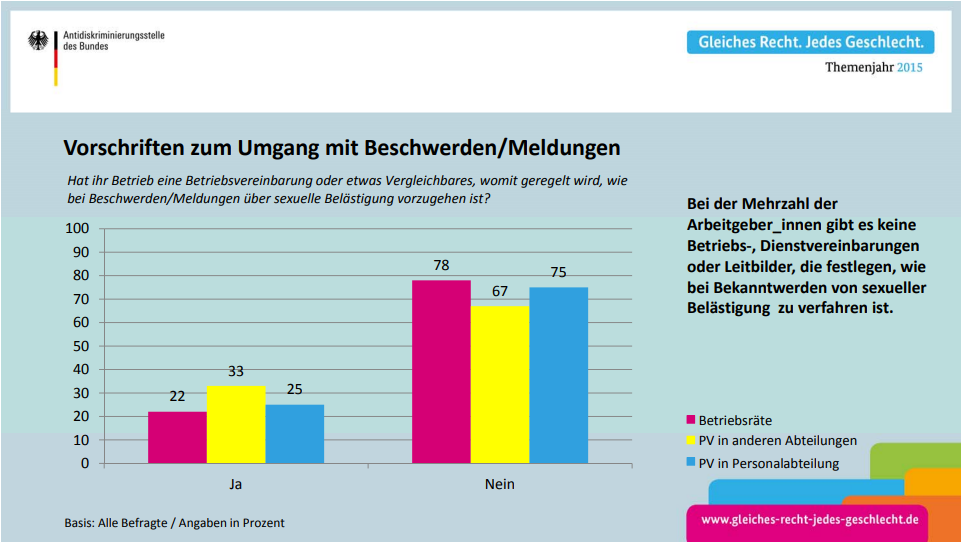 Antidiskriminierungsstelle
des Bundes
Gleiches Recht. Jedes Geschlecht.
Themenjahr 2015
Vorschriften zum Umgang mit Beschwerden/Meldungen
Hat ihr Betrieb eine Betriebsvereinbarung oder etwas Vergleichbares, womit geregelt wird, wie
bei Beschwerden/Meldungen über sexuelle Belästigung vorzugehen ist?
Bei der Mehrzahl der
Arbeitgeber_innen gibt es keine
Betriebs-, Dienstvereinbarungen
oder Leitbilder, die festlegen, wie
bei Bekanntwerden von sexueller
Belästigung zu verfahren ist.
100
90
80
70
60
50
40
30
20
10
0
22
33
25
78
67
75
Ja
Nein
Betriebsräte
PV in anderen Abteilungen
PV in Personalabteilung
Basis: Alle Befragte / Angaben in Prozent
www.gleiches-recht-jedes-geschlecht.de